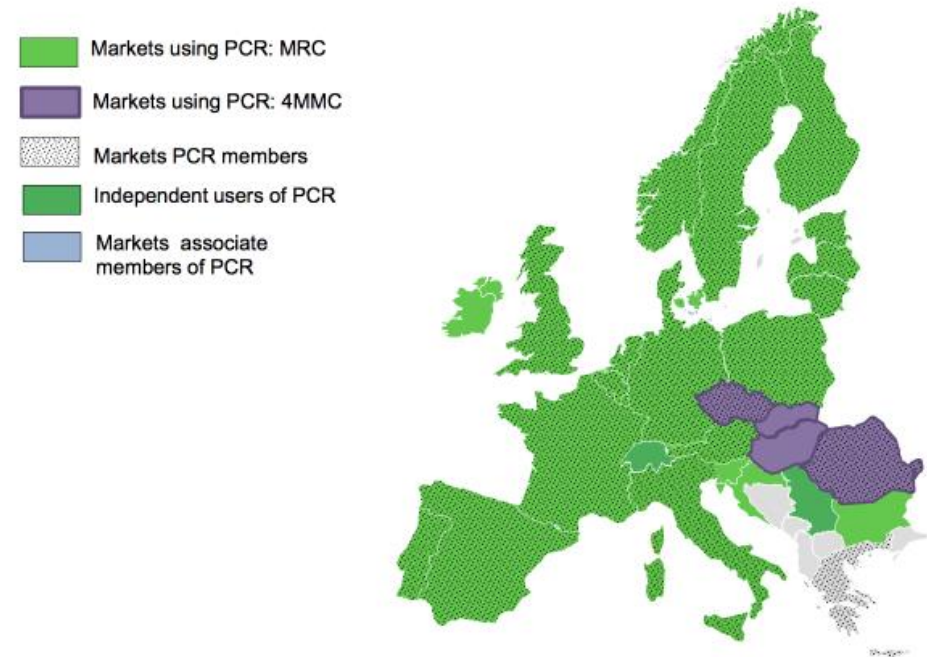 Markets using PCR: MRC
Markets using PCR: 4MMC
Markets PCR members
Independent users of PCR
Markets associate
members of PCR